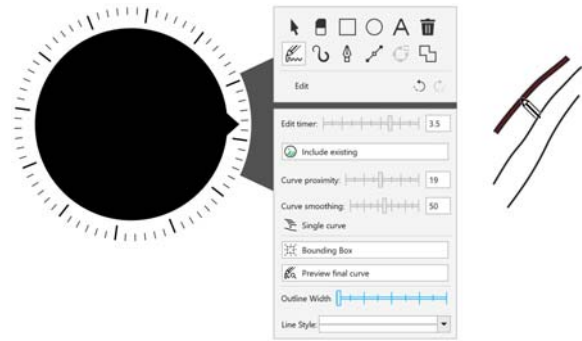 A
Edit
Edit timer: 3.5
Include existing
Curve proximity: 19
Curve smoothing: 50
Single curve
Bounding Box
Preview final curve
Outline Width
Line Style: